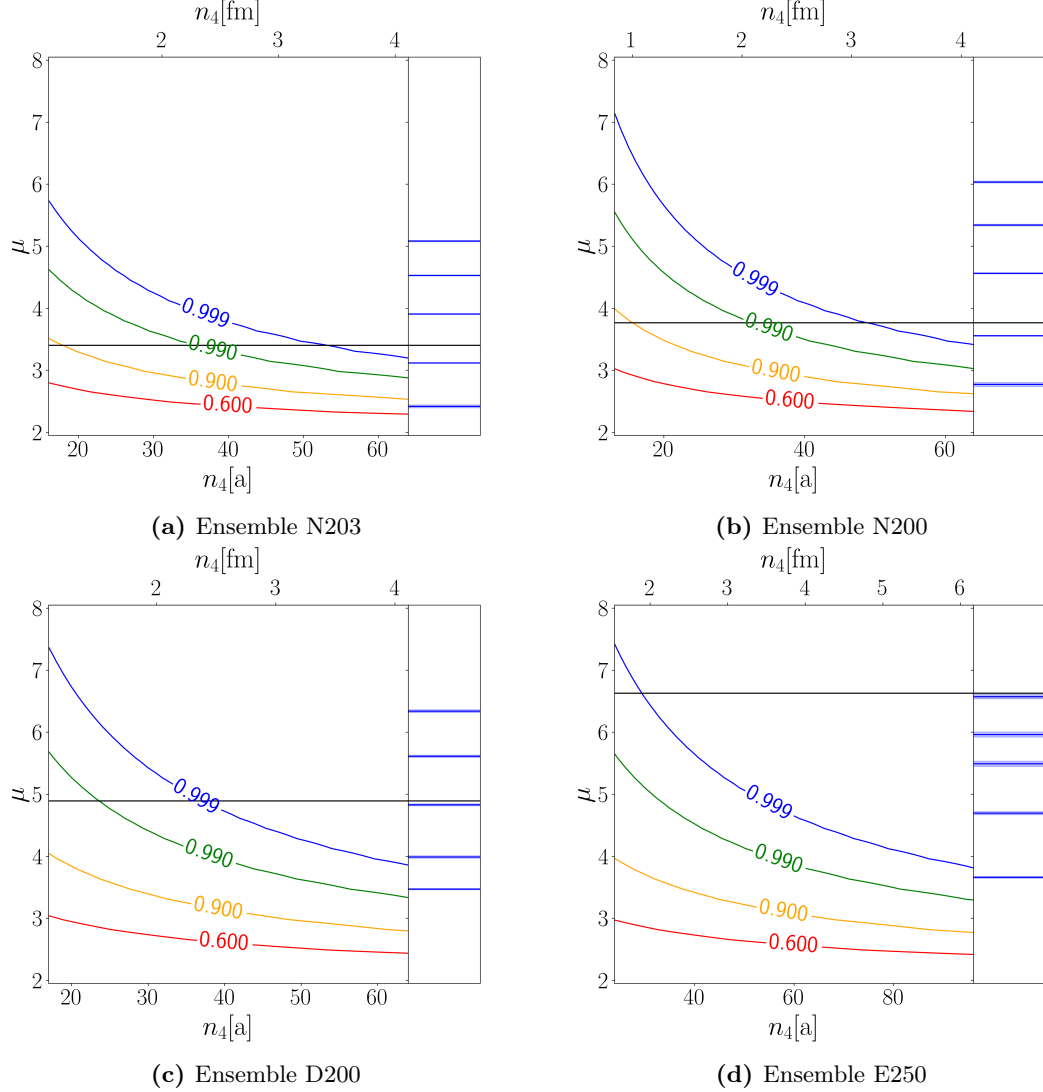 n₄[fm]
2 3 4
8
7
6
5
4
3
2
μ
0.999
0.990
0.900
0.600
20 30 40 50 60
n₄[a]
(a) Ensemble N203
n₄[fm]
1 2 3 4
8
7
6
5
4
3
2
μ
0.999
0.990
0.900
0.600
20 40 60
n₄[a]
(b) Ensemble N200
n₄[fm]
2 3 4
8
7
6
5
4
3
2
μ
0.999
0.990
0.900
0.600
20 30 40 50 60
n₄[a]
(c) Ensemble D200
n₄[fm]
2 3 4 5 6
8
7
6
5
4
3
2
μ
0.999
0.990
0.900
0.600
40 60 80
n₄[a]
(d) Ensemble E250